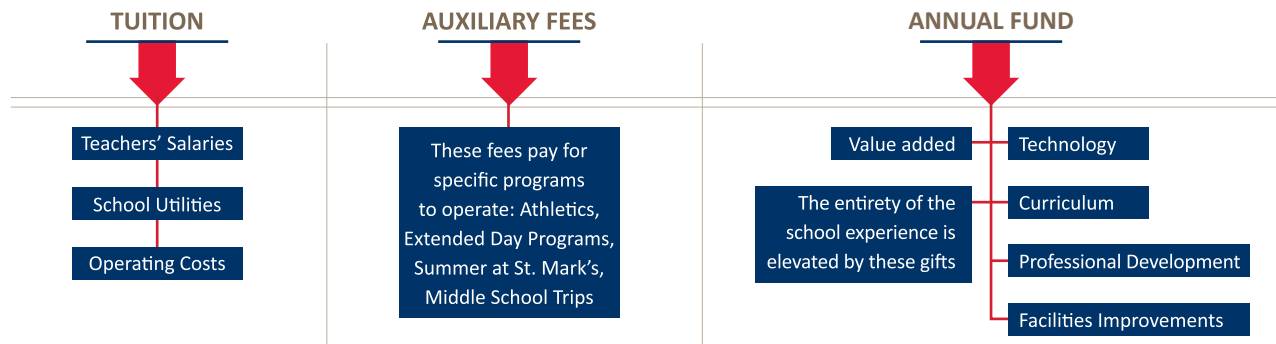 TUITION
Teachers’ Salaries
School Utilities
Operating Costs
AUXILIARY FEES
These fees pay for
specific programs
to operate: Athletics,
Extended Day Programs,
Summer at St. Mark’s,
Middle School Trips
ANNUAL FUND
Value added
The entirety of the
school experience is
elevated by these gifts
Technology
Curriculum
Professional Development
Facilities Improvements